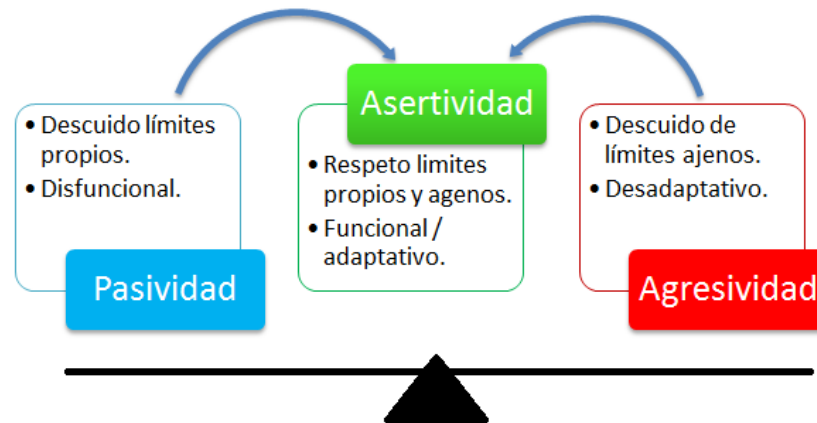 • Descuido límites
propios.
• Disfuncional.
Pasividad
Asertividad
• Respeto limites
propios y agenos.
• Funcional /
adaptativo.
• Descuido de
límites ajenos.
• Desadaptativo.
Agresividad